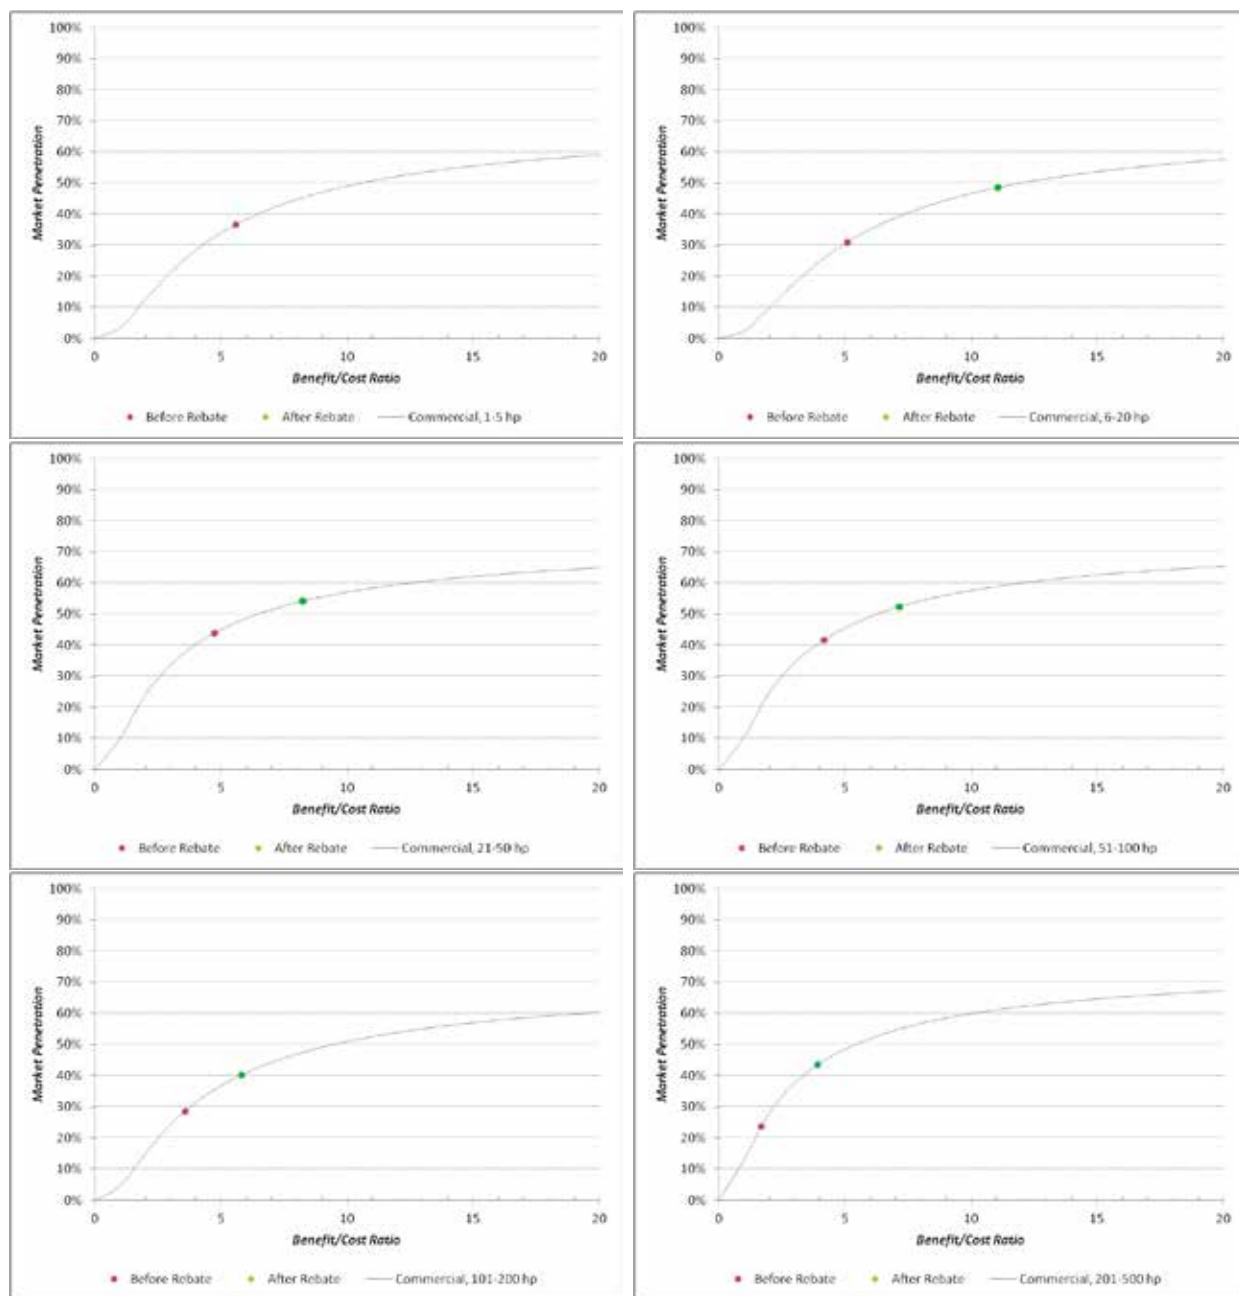 100%
90%
80%
70%
60%
50%
40%
30%
20%
10%
0%
Market Penetration
0 5 10 15 20
Benefit/Cost Ratio
Before Rebate After Rebate Commercial, 1-5 hp
100%
90%
80%
70%
60%
50%
40%
30%
20%
10%
0%
Market Penetration
0 5 10 15 20
Benefit/Cost Ratio
Before Rebate After Rebate Commercial, 6-20 hp
100%
90%
80%
70%
60%
50%
40%
30%
20%
10%
0%
Market Penetration
0 5 10 15 20
Benefit/Cost Ratio
Before Rebate After Rebate Commercial, 21-50 hp
100%
90%
80%
70%
60%
50%
40%
30%
20%
10%
0%
Market Penetration
0 5 10 15 20
Benefit/Cost Ratio
Before Rebate After Rebate Commercial, 51-100 hp
100%
90%
80%
70%
60%
50%
40%
30%
20%
10%
0%
Market Penetration
0 5 10 15 20
Benefit/Cost Ratio
Before Rebate After Rebate Commercial, 101-200 hp
100%
90%
80%
70%
60%
50%
40%
30%
20%
10%
0%
Market Penetration
0 5 10 15 20
Benefit/Cost Ratio
Before Rebate After Rebate Commercial, 201-500 hp